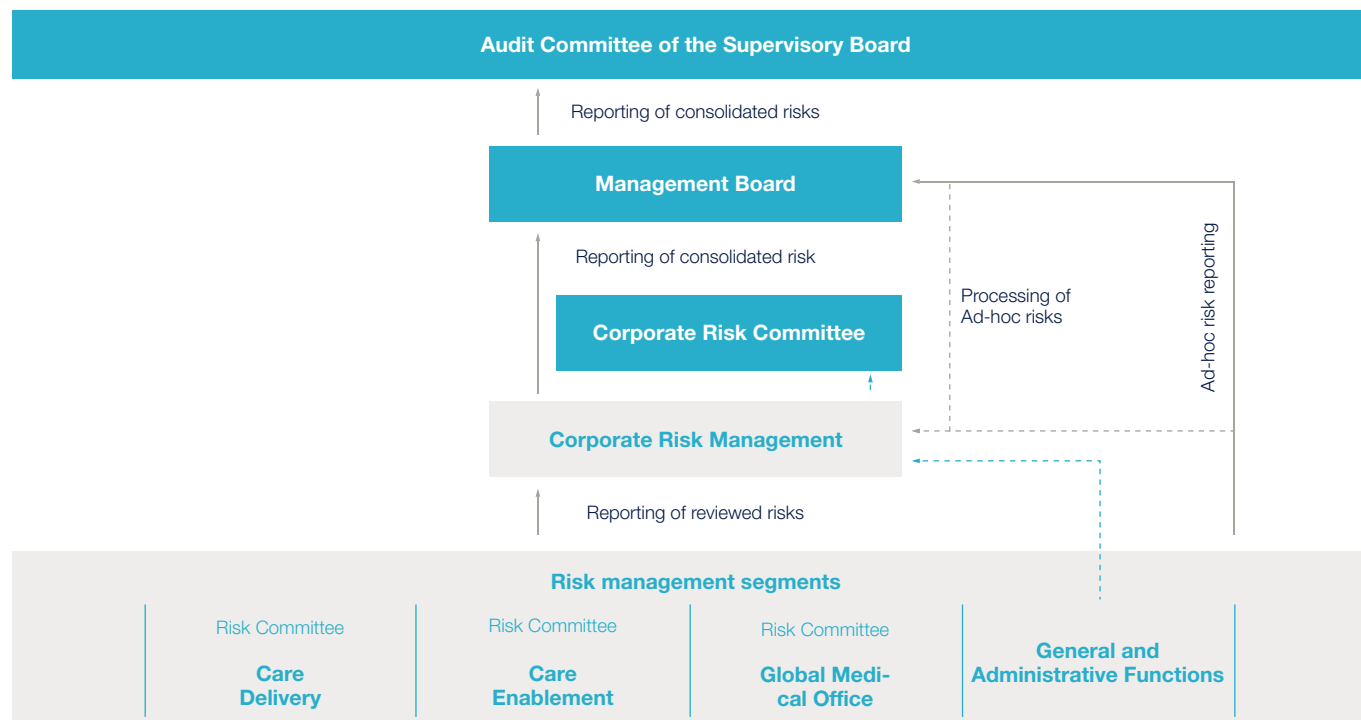 Audit Committee of the Supervisory Board
Reporting of consolidated risks
Management Board
Reporting of consolidated risk
Processing of
Ad-hoc risks
Ad-hoc risk reporting
Corporate Risk Committee
Corporate Risk Management
Reporting of reviewed risks
Risk management segments
Risk Committee
Care
Delivery
Risk Committee
Care
Enablement
Risk Committee
Global Medi-
cal Office
General and
Administrative Functions